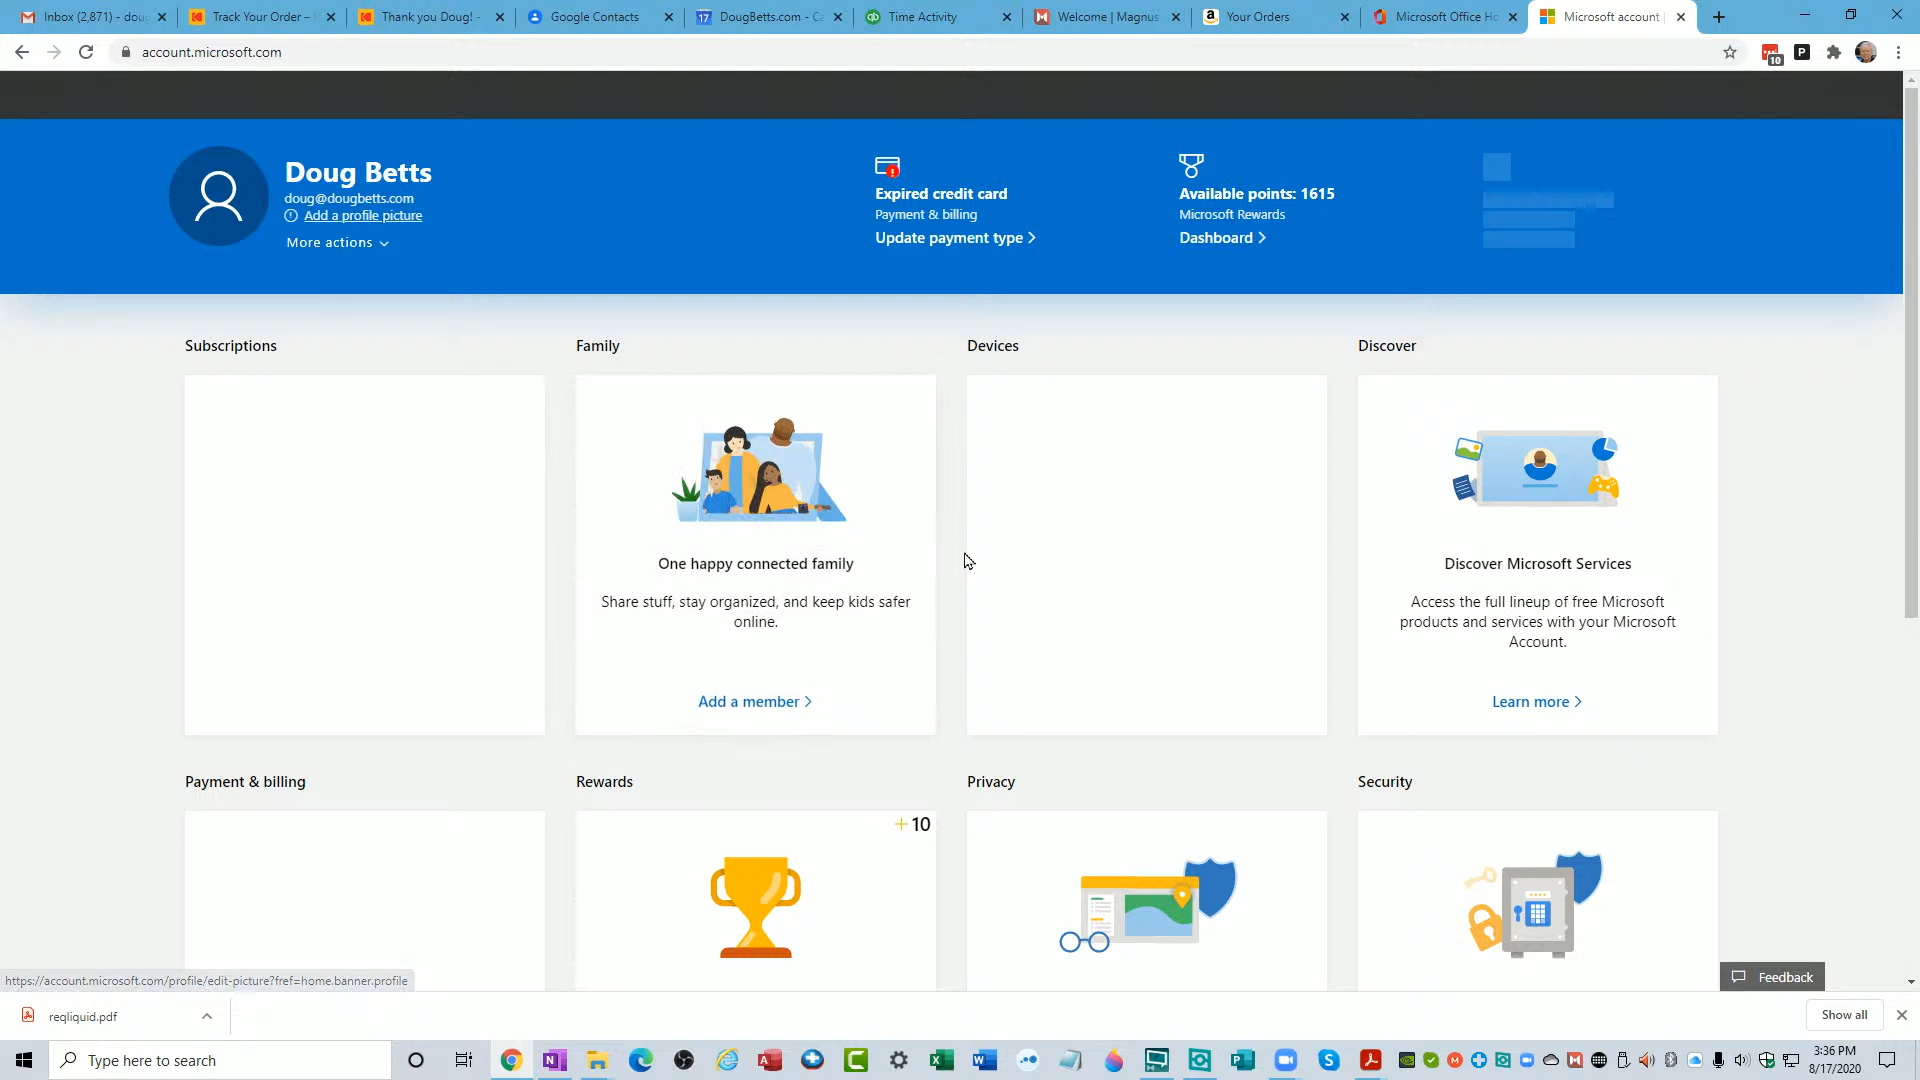 Inbox (2,871) - dou
Track Your Order –
Thank you Doug! -
Google Contacts
17 DougBetts.com - Ca
Time Activity
Welcome | Magnus
Your Orders
Microsoft Office Ho
Microsoft account |
account.microsoft.com
10
P
Doug Betts
doug@dougbetts.com
Add a profile picture
More actions
Expired credit card
Payment & billing
Update payment type
Available points: 1615
Microsoft Rewards
Dashboard
Subscriptions
Family
Devices
Discover
One happy connected family
Share stuff, stay organized, and keep kids safer
online.
Add a member
Discover Microsoft Services
Access the full lineup of free Microsoft
products and services with your Microsoft
Account.
Learn more
Payment & billing
Rewards
Privacy
Security
+10
https://account.microsoft.com/profile/edit-picture?fref=home.banner.profile
Feedback
reqliquid.pdf
Show all
Type here to search
3:36 PM
8/17/2020